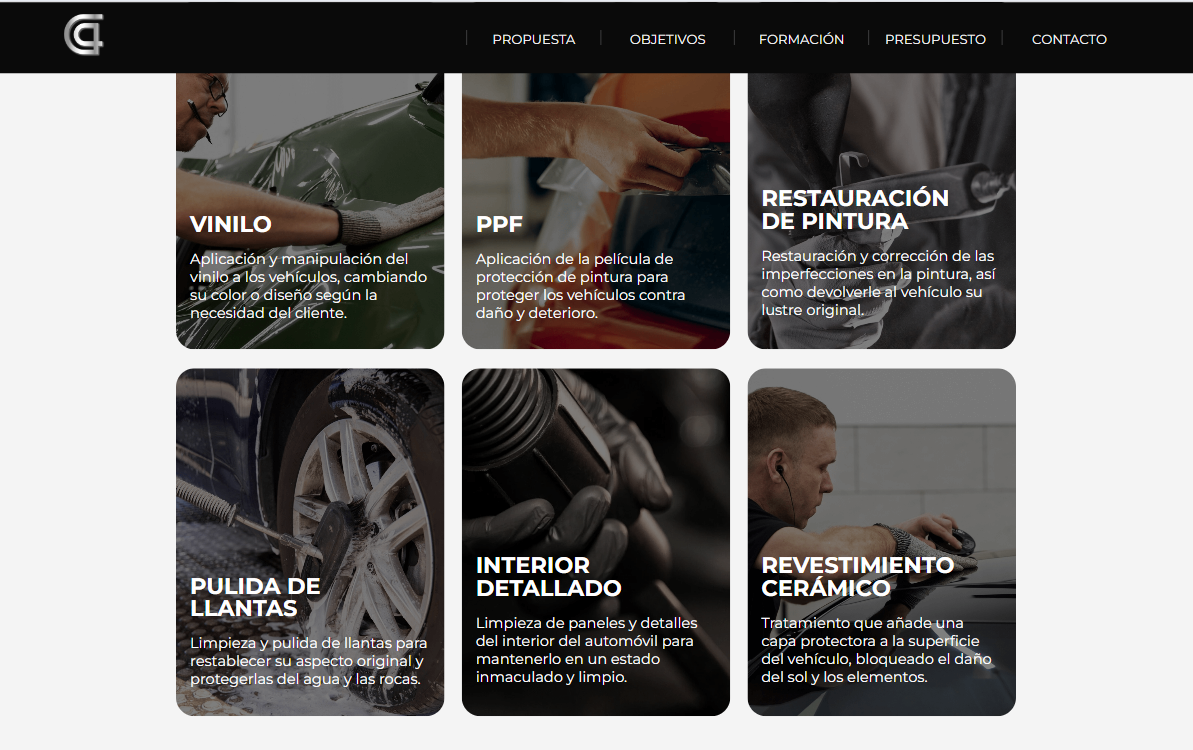 PROPUESTA
OBJETIVOS
FORMACIÓN
PRESUPUESTO
CONTACTO
VINILO
Aplicación y manipulación del
vinilo a los vehículos, cambiando
su color o diseño según la
necesidad del cliente.
PPF
Aplicación de la película de
protección de pintura para
proteger los vehículos contra
daño y deterioro.
RESTAURACIÓN
DE PINTURA
Restauración y corrección de las
imperfecciones en la pintura, así
como devolverle al vehículo su
lustre original.
PULIDA DE
LLANTAS
Limpieza y pulida de llantas para
restablecer su aspecto original y
protegerlas del agua y las rocas.
INTERIOR
DETALLADO
Limpieza de paneles y detalles
del interior del automóvil para
mantenerlo en un estado
inmaculado y limpio.
REVESTIMIENTO
CERÁMICO
Tratamiento que añade una
capa protectora a la superficie
del vehículo, bloqueado el daño
del sol y los elementos.